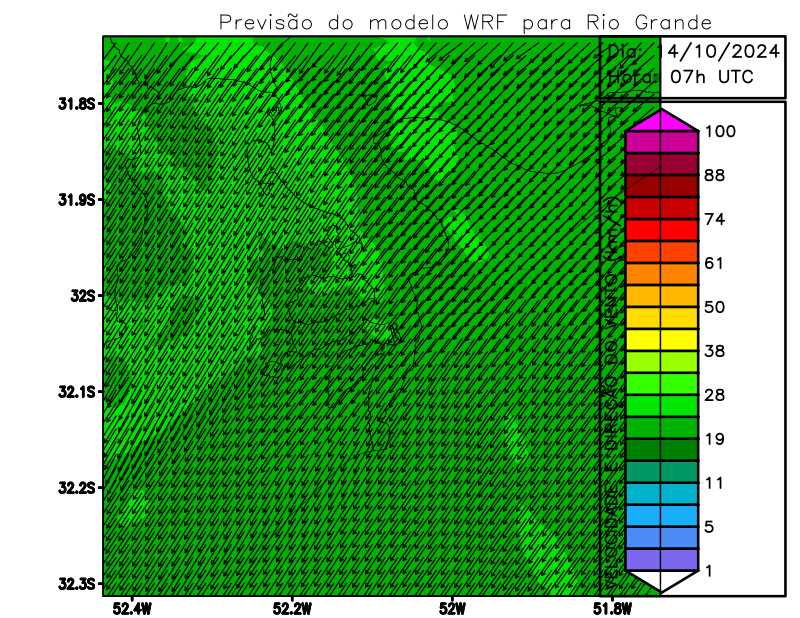 Previsão do modelo WRF para Rio Grande
Dia: 14/10/2024
Hora: 07h UTC
31.8S
31.9S
32S
32.1S
32.2S
32.3S
52.4W
52.2W
52W
51.8W
VELOCIDADE E DIREÇÃO DO VENTO (km/h)
100
88
74
61
50
38
28
19
11
5
1